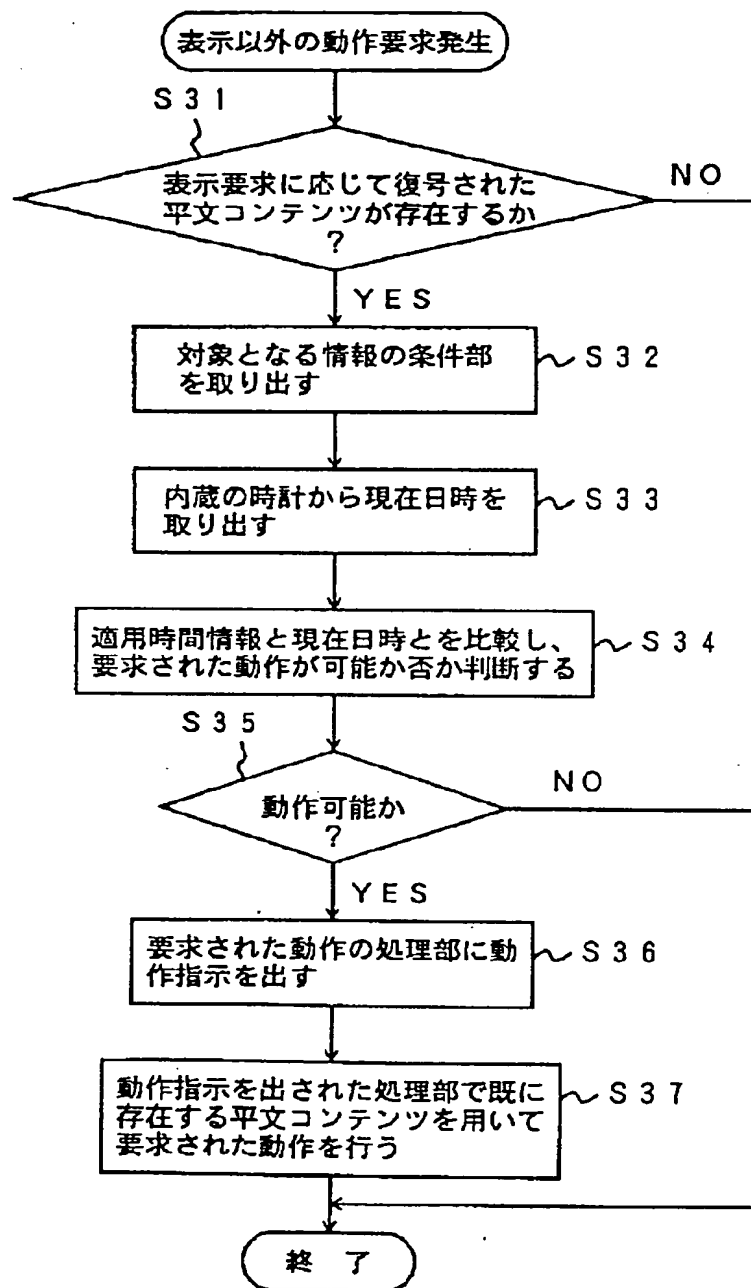 表示以外の動作要求発生
S31
表示要求に応じて復号された
平文コンテンツが存在するか
?
NO
YES
対象となる情報の条件部
を取り出す
S32
内蔵の時計から現在日時を
取り出す
S33
適用時間情報と現在日時とを比較し、
要求された動作が可能か否か判断する
S34
S35
動作可能か
?
NO
YES
要求された動作の処理部に動
作指示を出す
S36
動作指示を出された処理部で既に
存在する平文コンテンツを用いて
要求された動作を行う
S37
終了